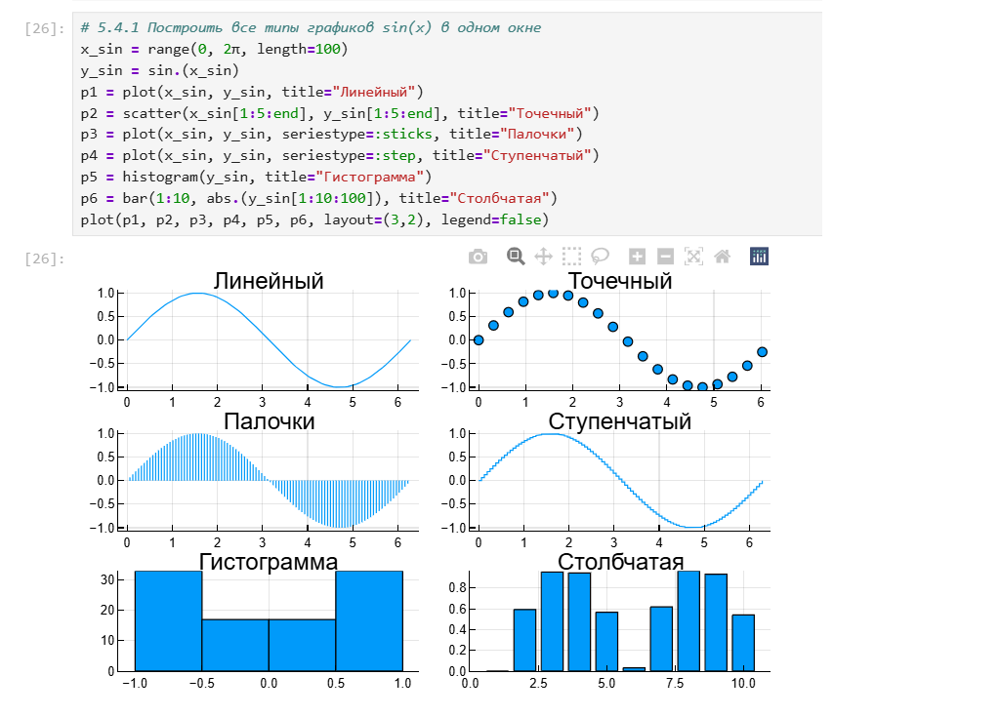 [26]: # 5.4.1 Построить все типы графиков sin(x) в одном окне
x_sin = range(0, 2π, length=100)
y_sin = sin.(x_sin)
p1 = plot(x_sin, y_sin, title="Линейный")
p2 = scatter(x_sin[1:5:end], y_sin[1:5:end], title="Точечный")
p3 = plot(x_sin, y_sin, seriestype=:sticks, title="Палочки")
p4 = plot(x_sin, y_sin, seriestype=:step, title="Ступенчатый")
p5 = histogram(y_sin, title="Гистограмма")
p6 = bar(1:10, abs.(y_sin[1:10:100]), title="Столбчатая")
plot(p1, p2, p3, p4, p5, p6, layout=(3,2), legend=false)
[26]:
Линейный
1.0
0.5
0.0
−0.5
−1.0
0 1 2 3 4 5 6
Точечный
1.0
0.5
0.0
−0.5
−1.0
0 1 2 3 4 5 6
Палочки
1.0
0.5
0.0
−0.5
−1.0
0 1 2 3 4 5 6
Ступенчатый
1.0
0.5
0.0
−0.5
−1.0
0 1 2 3 4 5 6
Гистограмма
30
20
10
0
−1.0 −0.5 0.0 0.5 1.0
Столбчатая
0.8
0.6
0.4
0.2
0.0
0.0 2.5 5.0 7.5 10.0